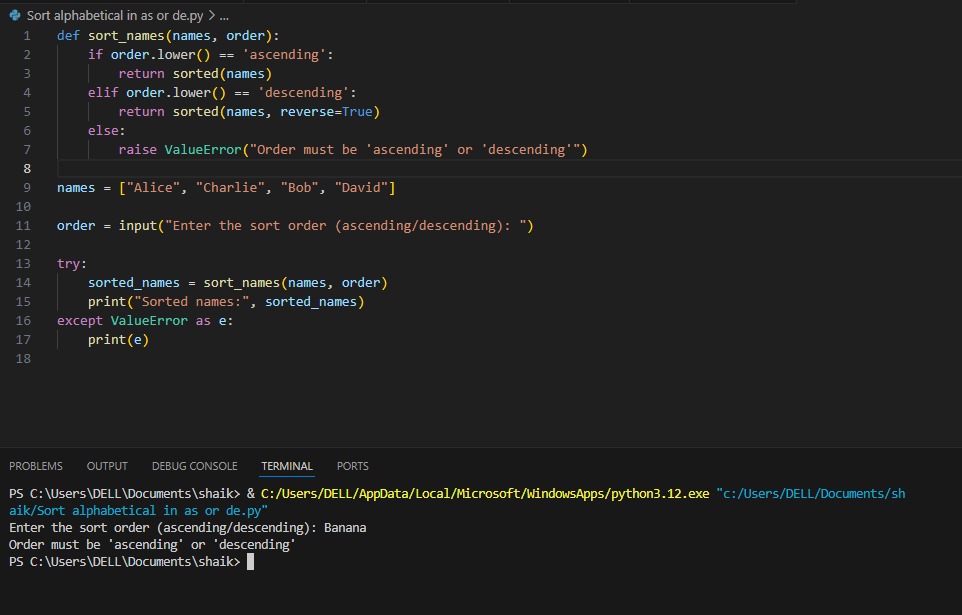 Sort alphabetical in as or de.py > ...
1 def sort_names(names, order):
2     if order.lower() == 'ascending':
3         return sorted(names)
4     elif order.lower() == 'descending':
5         return sorted(names, reverse=True)
6     else:
7         raise ValueError("Order must be 'ascending' or 'descending'")
8
9 names = ["Alice", "Charlie", "Bob", "David"]
10
11 order = input("Enter the sort order (ascending/descending): ")
12
13 try:
14     sorted_names = sort_names(names, order)
15     print("Sorted names:", sorted_names)
16 except ValueError as e:
17     print(e)
18
PROBLEMS OUTPUT DEBUG CONSOLE TERMINAL PORTS
PS C:\Users\DELL\Documents\shaik> & C:/Users/DELL/AppData/Local/Microsoft/WindowsApps/python3.12.exe "c:/Users/DELL/Documents/sh
aik/Sort alphabetical in as or de.py"
Enter the sort order (ascending/descending): Banana
Order must be 'ascending' or 'descending'
PS C:\Users\DELL\Documents\shaik>